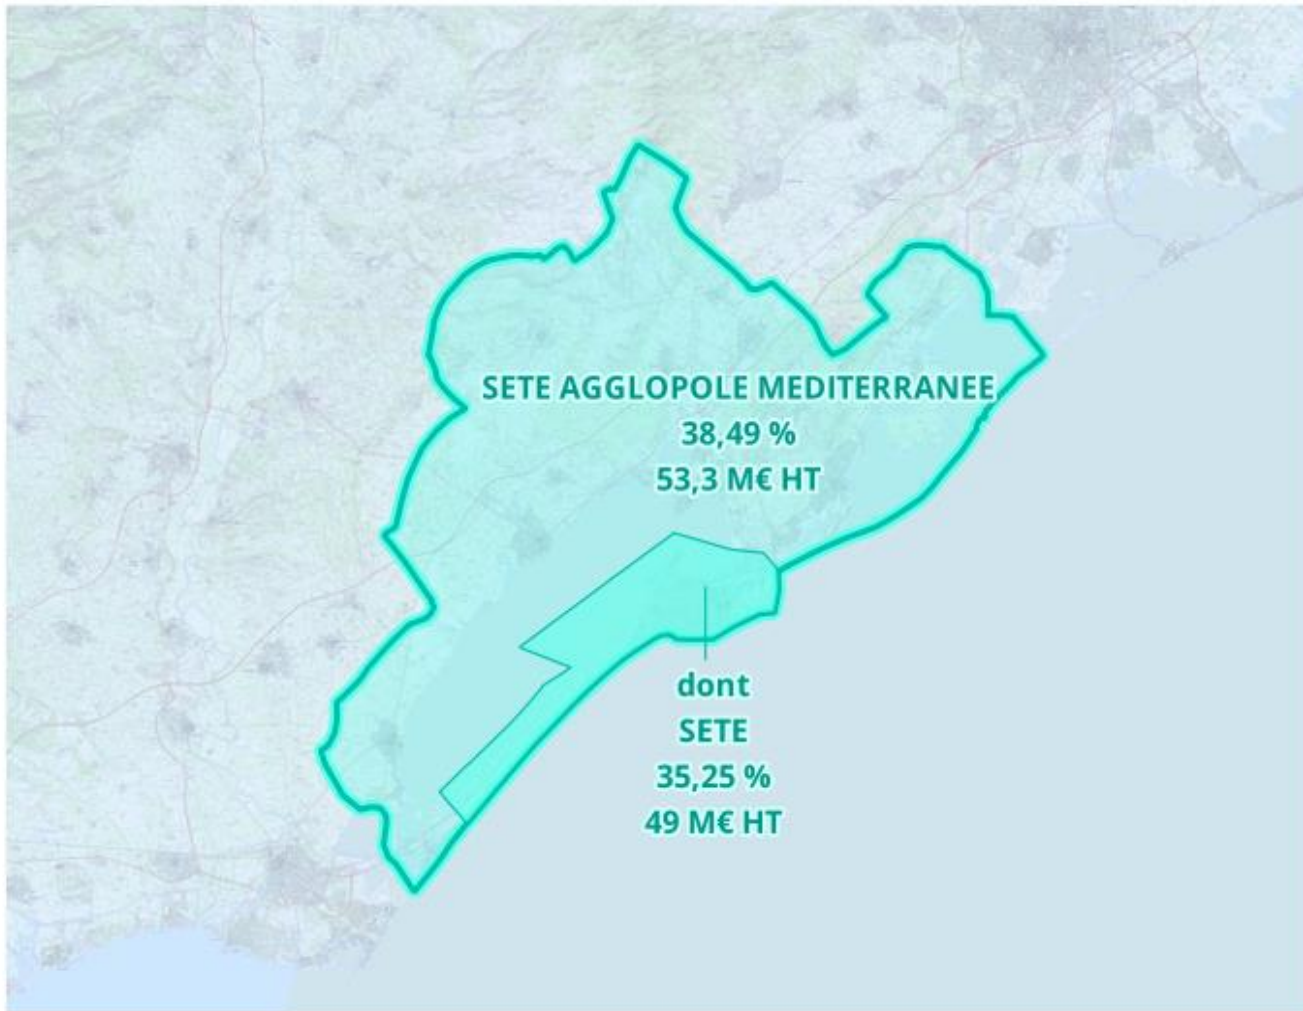 SETE AGGLOPOLE MEDITERRANEE
38,49 %
53,3 M€ HT
dont
SETE
35,25 %
49 M€ HT